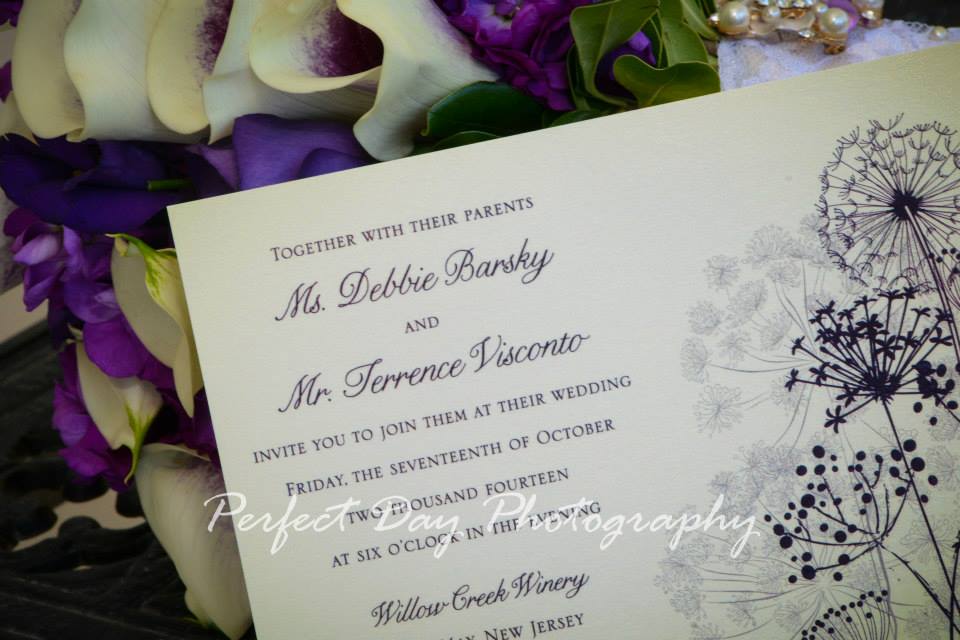 Together with their parents
Ms. Debbie Barsky
and
Mr. Terrence Visconto
invite you to join them at their wedding
Friday, the seventeenth of October
two thousand fourteen
at six o'clock in the evening
Perfect Day Photography
Willow Creek Winery
New Jersey